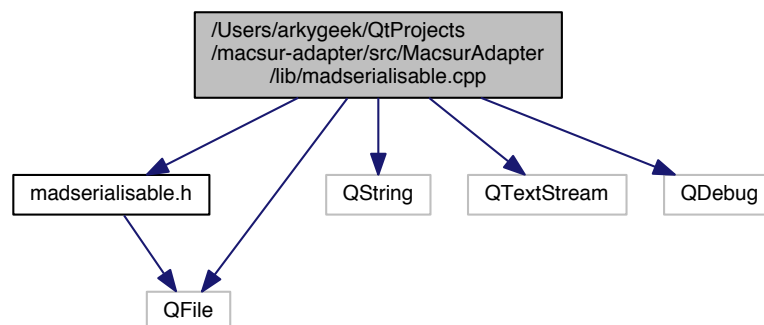 /Users/arkygeek/QtProjects
/macsur-adapter/src/MacsurAdapter
/lib/madserialisable.cpp
madserialisable.h
QString
QTextStream
QDebug
QFile